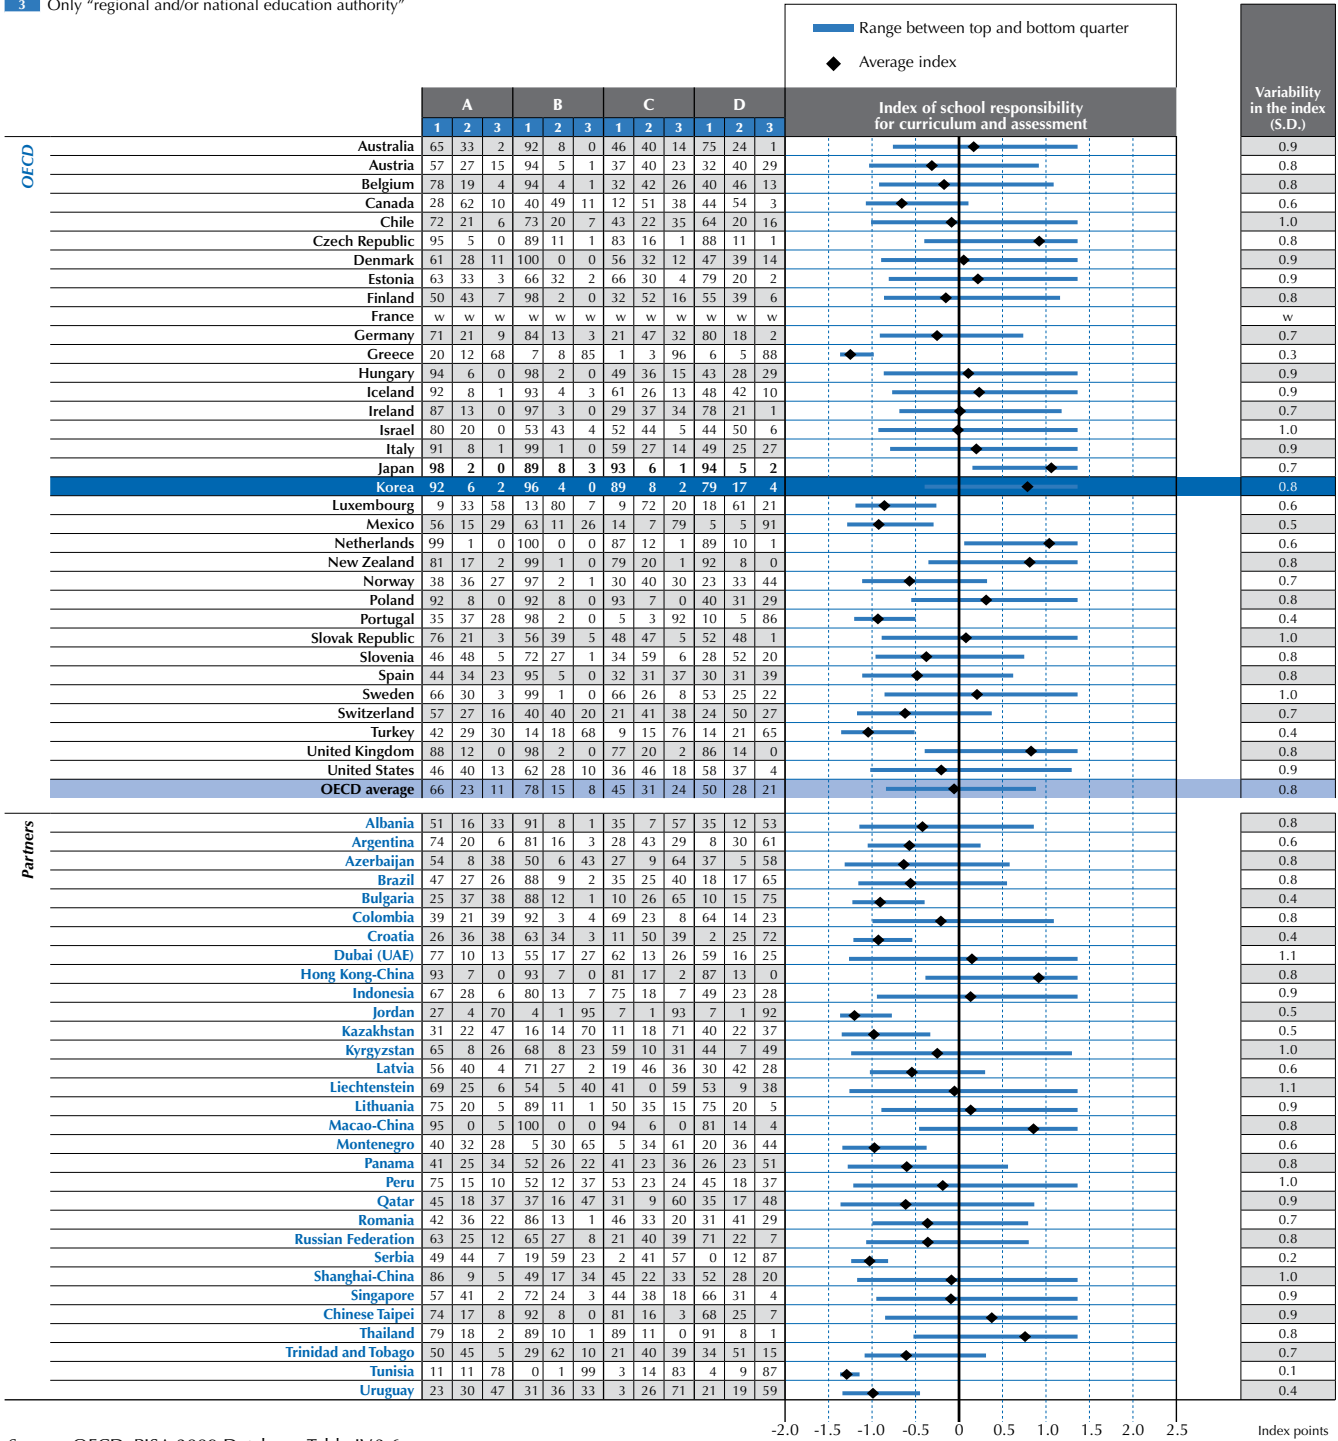 3 Only “regional and/or national education authority”
Range between top and bottom quarter
Average index
A B C D
Index of school responsibility
for curriculum and assessment
Variability
in the index
(S.D.)
1 2 3 1 2 3 1 2 3 1 2 3
OECD
Australia 65 33 2 92 8 0 46 40 14 75 24 1 0.9
Austria 57 27 15 94 5 1 37 40 23 32 40 29 0.8
Belgium 78 19 4 94 4 1 32 42 26 40 46 13 0.8
Canada 28 62 10 40 49 11 12 51 38 44 54 3 0.6
Chile 72 21 6 73 20 7 43 22 35 64 20 16 1.0
Czech Republic 95 5 0 89 11 1 83 16 1 88 11 1 0.8
Denmark 61 28 11 100 0 0 56 32 12 47 39 14 0.9
Estonia 63 33 3 66 32 2 66 30 4 79 20 2 0.9
Finland 50 43 7 98 2 0 32 52 16 55 39 6 0.8
France w w w w w w w w w w w w w
Germany 71 21 9 84 13 3 21 47 32 80 18 2 0.7
Greece 20 12 68 7 8 85 1 3 96 6 5 88 0.3
Hungary 94 6 0 98 2 0 49 36 15 43 28 29 0.9
Iceland 92 8 1 93 4 3 61 26 13 48 42 10 0.9
Ireland 87 13 0 97 3 0 29 37 34 78 21 1 0.7
Israel 80 20 0 53 43 4 52 44 5 44 50 6 1.0
Italy 91 8 1 99 1 0 59 27 14 49 25 27 0.9
Japan 98 2 0 89 8 3 93 6 1 94 5 2 0.7
Korea 92 6 2 96 4 0 89 8 2 79 17 4 0.8
Luxembourg 9 33 58 13 80 7 9 72 20 18 61 21 0.6
Mexico 56 15 29 63 11 26 14 7 79 5 5 91 0.5
Netherlands 99 1 0 100 0 0 87 12 1 89 10 1 0.6
New Zealand 81 17 2 99 1 0 79 20 1 92 8 0 0.8
Norway 38 36 27 97 2 1 30 40 30 23 33 44 0.7
Poland 92 8 0 92 8 0 93 7 0 40 31 29 0.8
Portugal 35 37 28 98 2 0 5 3 92 10 5 86 0.4
Slovak Republic 76 21 3 56 39 5 48 47 5 52 48 1 1.0
Slovenia 46 48 5 72 27 1 34 59 6 28 52 20 0.8
Spain 44 34 23 95 5 0 32 31 37 30 31 39 0.8
Sweden 66 30 3 99 1 0 66 26 8 53 25 22 1.0
Switzerland 57 27 16 40 40 20 21 41 38 24 50 27 0.7
Turkey 42 29 30 14 18 68 9 15 76 14 21 65 0.4
United Kingdom 88 12 0 98 2 0 77 20 2 86 14 0 0.8
United States 46 40 13 62 28 10 36 46 18 58 37 4 0.9
OECD average 66 23 11 78 15 8 45 31 24 50 28 21 0.8
Partners
Albania 51 16 33 91 8 1 35 7 57 35 12 53 0.8
Argentina 74 20 6 81 16 3 28 43 29 8 30 61 0.6
Azerbaijan 54 8 38 50 6 43 27 9 64 37 5 58 0.8
Brazil 47 27 26 88 9 2 35 25 40 18 17 65 0.8
Bulgaria 25 37 38 88 12 1 10 26 65 10 15 75 0.4
Colombia 39 21 39 92 3 4 69 23 8 64 14 23 0.8
Croatia 26 36 38 63 34 3 11 50 39 2 25 72 0.4
Dubai (UAE) 77 10 13 55 17 27 62 13 26 59 16 25 1.1
Hong Kong-China 93 7 0 93 7 0 81 17 2 87 13 0 0.8
Indonesia 67 28 6 80 13 7 75 18 7 49 23 28 0.9
Jordan 27 4 70 4 1 95 7 1 93 7 1 92 0.5
Kazakhstan 31 22 47 16 14 70 11 18 71 40 22 37 0.5
Kyrgyzstan 65 8 26 68 8 23 59 10 31 44 7 49 1.0
Latvia 56 40 4 71 27 2 19 46 36 30 42 28 0.6
Liechtenstein 69 25 6 54 5 40 41 0 59 53 9 38 1.1
Lithuania 75 20 5 89 11 1 50 35 15 75 20 5 0.9
Macao-China 95 0 5 100 0 0 94 6 0 81 14 4 0.8
Montenegro 40 32 28 5 30 65 5 34 61 20 36 44 0.6
Panama 41 25 34 52 26 22 41 23 36 26 23 51 0.8
Peru 75 15 10 52 12 37 53 23 24 45 18 37 1.0
Qatar 45 18 37 37 16 47 31 9 60 35 17 48 0.9
Romania 42 36 22 86 13 1 46 33 20 31 41 29 0.7
Russian Federation 63 25 12 65 27 8 21 40 39 71 22 7 0.8
Serbia 49 44 7 19 59 23 2 41 57 0 12 87 0.2
Shanghai-China 86 9 5 49 17 34 45 22 33 52 28 20 1.0
Singapore 57 41 2 72 24 3 44 38 18 66 31 4 0.9
Chinese Taipei 74 17 8 92 8 0 81 16 3 68 25 7 0.9
Thailand 79 18 2 89 10 1 89 11 0 91 8 1 0.8
Trinidad and Tobago 50 45 5 29 62 10 21 40 39 34 51 15 0.7
Tunisia 11 11 78 0 1 99 3 14 83 4 9 87 0.1
Uruguay 23 30 47 31 36 33 3 26 71 21 19 59 0.4
-2.0 -1.5 -1.0 -0.5 0 0.5 1.0 1.5 2.0 2.5 Index points